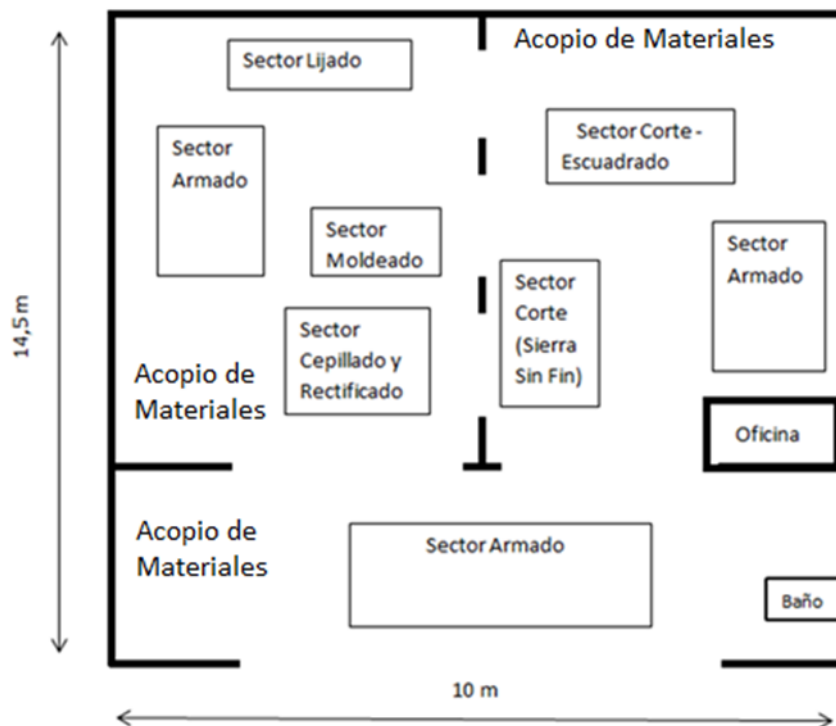 Acopio de Materiales
Sector Lijado
Sector Corte -
Escuadrado
Sector
Armado
Sector
Moldeado
Sector
Armado
Sector
Corte
(Sierra
Sin Fin)
Sector
Cepillado y
Rectificado
14,5 m
Acopio de
Materiales
Oficina
Acopio de
Materiales
Sector Armado
Baño
10 m